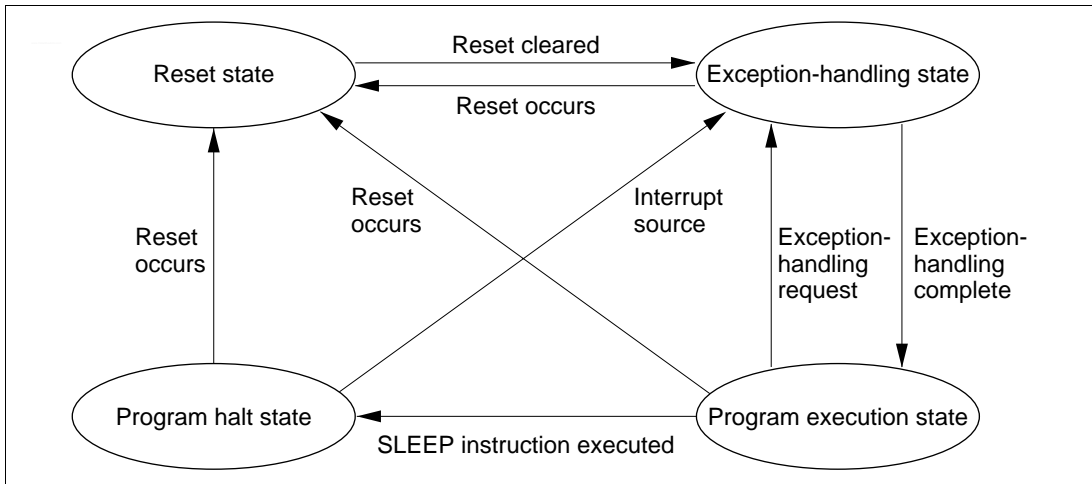 Reset cleared
Reset state
Exception-handling state
Reset occurs
Reset
occurs
Interrupt
source
Reset
occurs
Exception-
handling
request
Exception-
handling
complete
Program halt state
Program execution state
SLEEP instruction executed